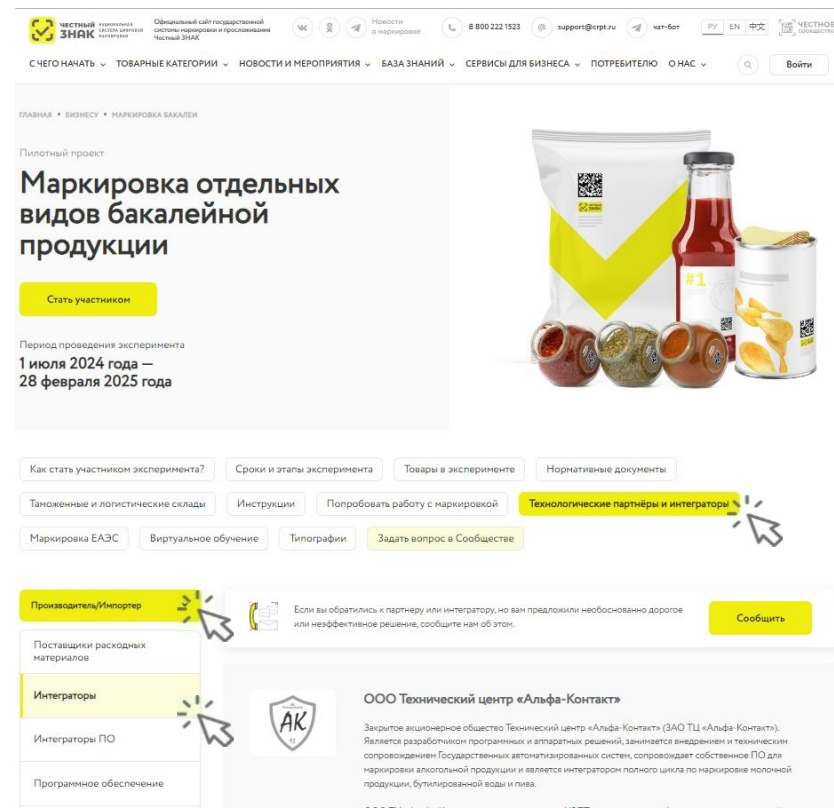 ЧЕСТНЫЙ ЗНАК
НАЦИОНАЛЬНАЯ СИСТЕМА ЦИФРОВОЙ МАРКИРОВКИ
Официальный сайт государственной
системы маркировки и прослеживания
Честный ЗНАК
Новости
о маркировке
8 800 222 1523
support@crpt.ru
чат-бот
РУ EN 中文
ЧЕСТНОЕ
СООБЩЕСТВО
С ЧЕГО НАЧАТЬ ТОВАРНЫЕ КАТЕГОРИИ НОВОСТИ И МЕРОПРИЯТИЯ БАЗА ЗНАНИЙ СЕРВИСЫ ДЛЯ БИЗНЕСА ПОТРЕБИТЕЛЮ О НАС Войти
ГЛАВНАЯ • БИЗНЕСУ • МАРКИРОВКА БАКАЛЕИ
Пилотный проект
Маркировка отдельных
видов бакалейной
продукции
Стать участником
Период проведения эксперимента
1 июля 2024 года —
28 февраля 2025 года
#1
Как стать участником эксперимента? Сроки и этапы эксперимента Товары в эксперименте Нормативные документы
Таможенные и логистические склады Инструкции Попробовать работу с маркировкой Технологические партнёры и интеграторы
Маркировка ЕАЭС Виртуальное обучение Типографии Задать вопрос в Сообществе
Производитель/Импортер
Поставщики расходных
материалов
Интеграторы
Интеграторы ПО
Программное обеспечение
Если вы обратились к партнеру или интегратору, но вам предложили необоснованно дорогое
или неэффективное решение, сообщите нам об этом.
Сообщить
АК
ООО Технический центр «Альфа-Контакт»
Закрытое акционерное общество Технический центр «Альфа-Контакт» (ЗАО ТЦ «Альфа-Контакт»).
Является разработчиком программных и аппаратных решений, занимается внедрением и техническим
сопровождением Государственных автоматизированных систем, сопровождает собственное ПО для
маркировки алкогольной продукции и является интегратором полного цикла по маркировке молочной
продукции, бутилированной воды и пива.